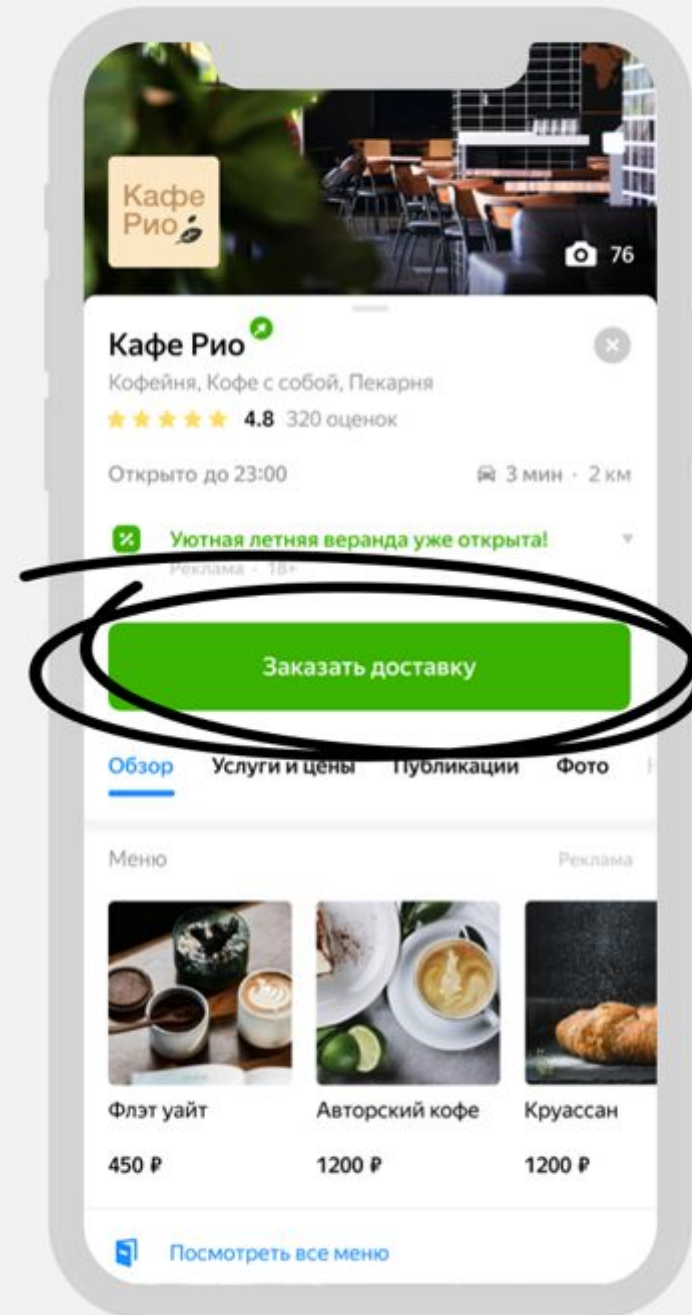 Кафе
Рио
76
Кафе Рио
Кофейня, Кофе с собой, Пекарня
4.8 320 оценок
Открыто до 23:00 3 мин · 2 км
Уютная летняя веранда уже открыта!
Реклама · 18+
Заказать доставку
Обзор Услуги и цены Публикации Фото
Меню Реклама
Флэт уайт Авторский кофе Круассан
450 ₽ 1200 ₽ 1200 ₽
Посмотреть все меню